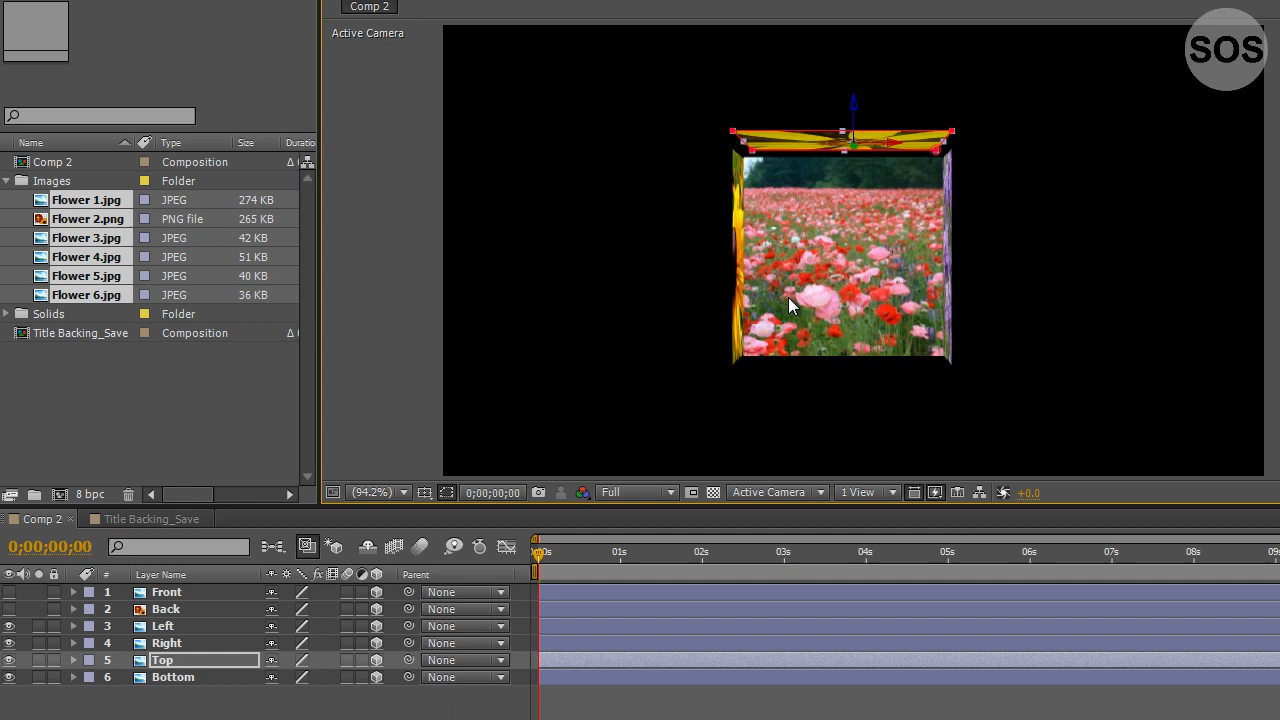 Comp 2
Active Camera
SOS
Name Type Size Duratio
Comp 2 Composition
Images Folder
Flower 1.jpg JPEG 274 KB
Flower 2.png PNG file 265 KB
Flower 3.jpg JPEG 42 KB
Flower 4.jpg JPEG 51 KB
Flower 5.jpg JPEG 40 KB
Flower 6.jpg JPEG 36 KB
Solids Folder
Title Backing_Save Composition
8 bpc
(94.2%) 0;00;00;00 Full Active Camera 1 View +0.0
Comp 2 × Title Backing_Save
0;00;00;00
01s 02s 03s 04s 05s 06s 07s 08s
# Layer Name fx Parent
1 Front None
2 Back None
3 Left None
4 Right None
5 Top None
6 Bottom None